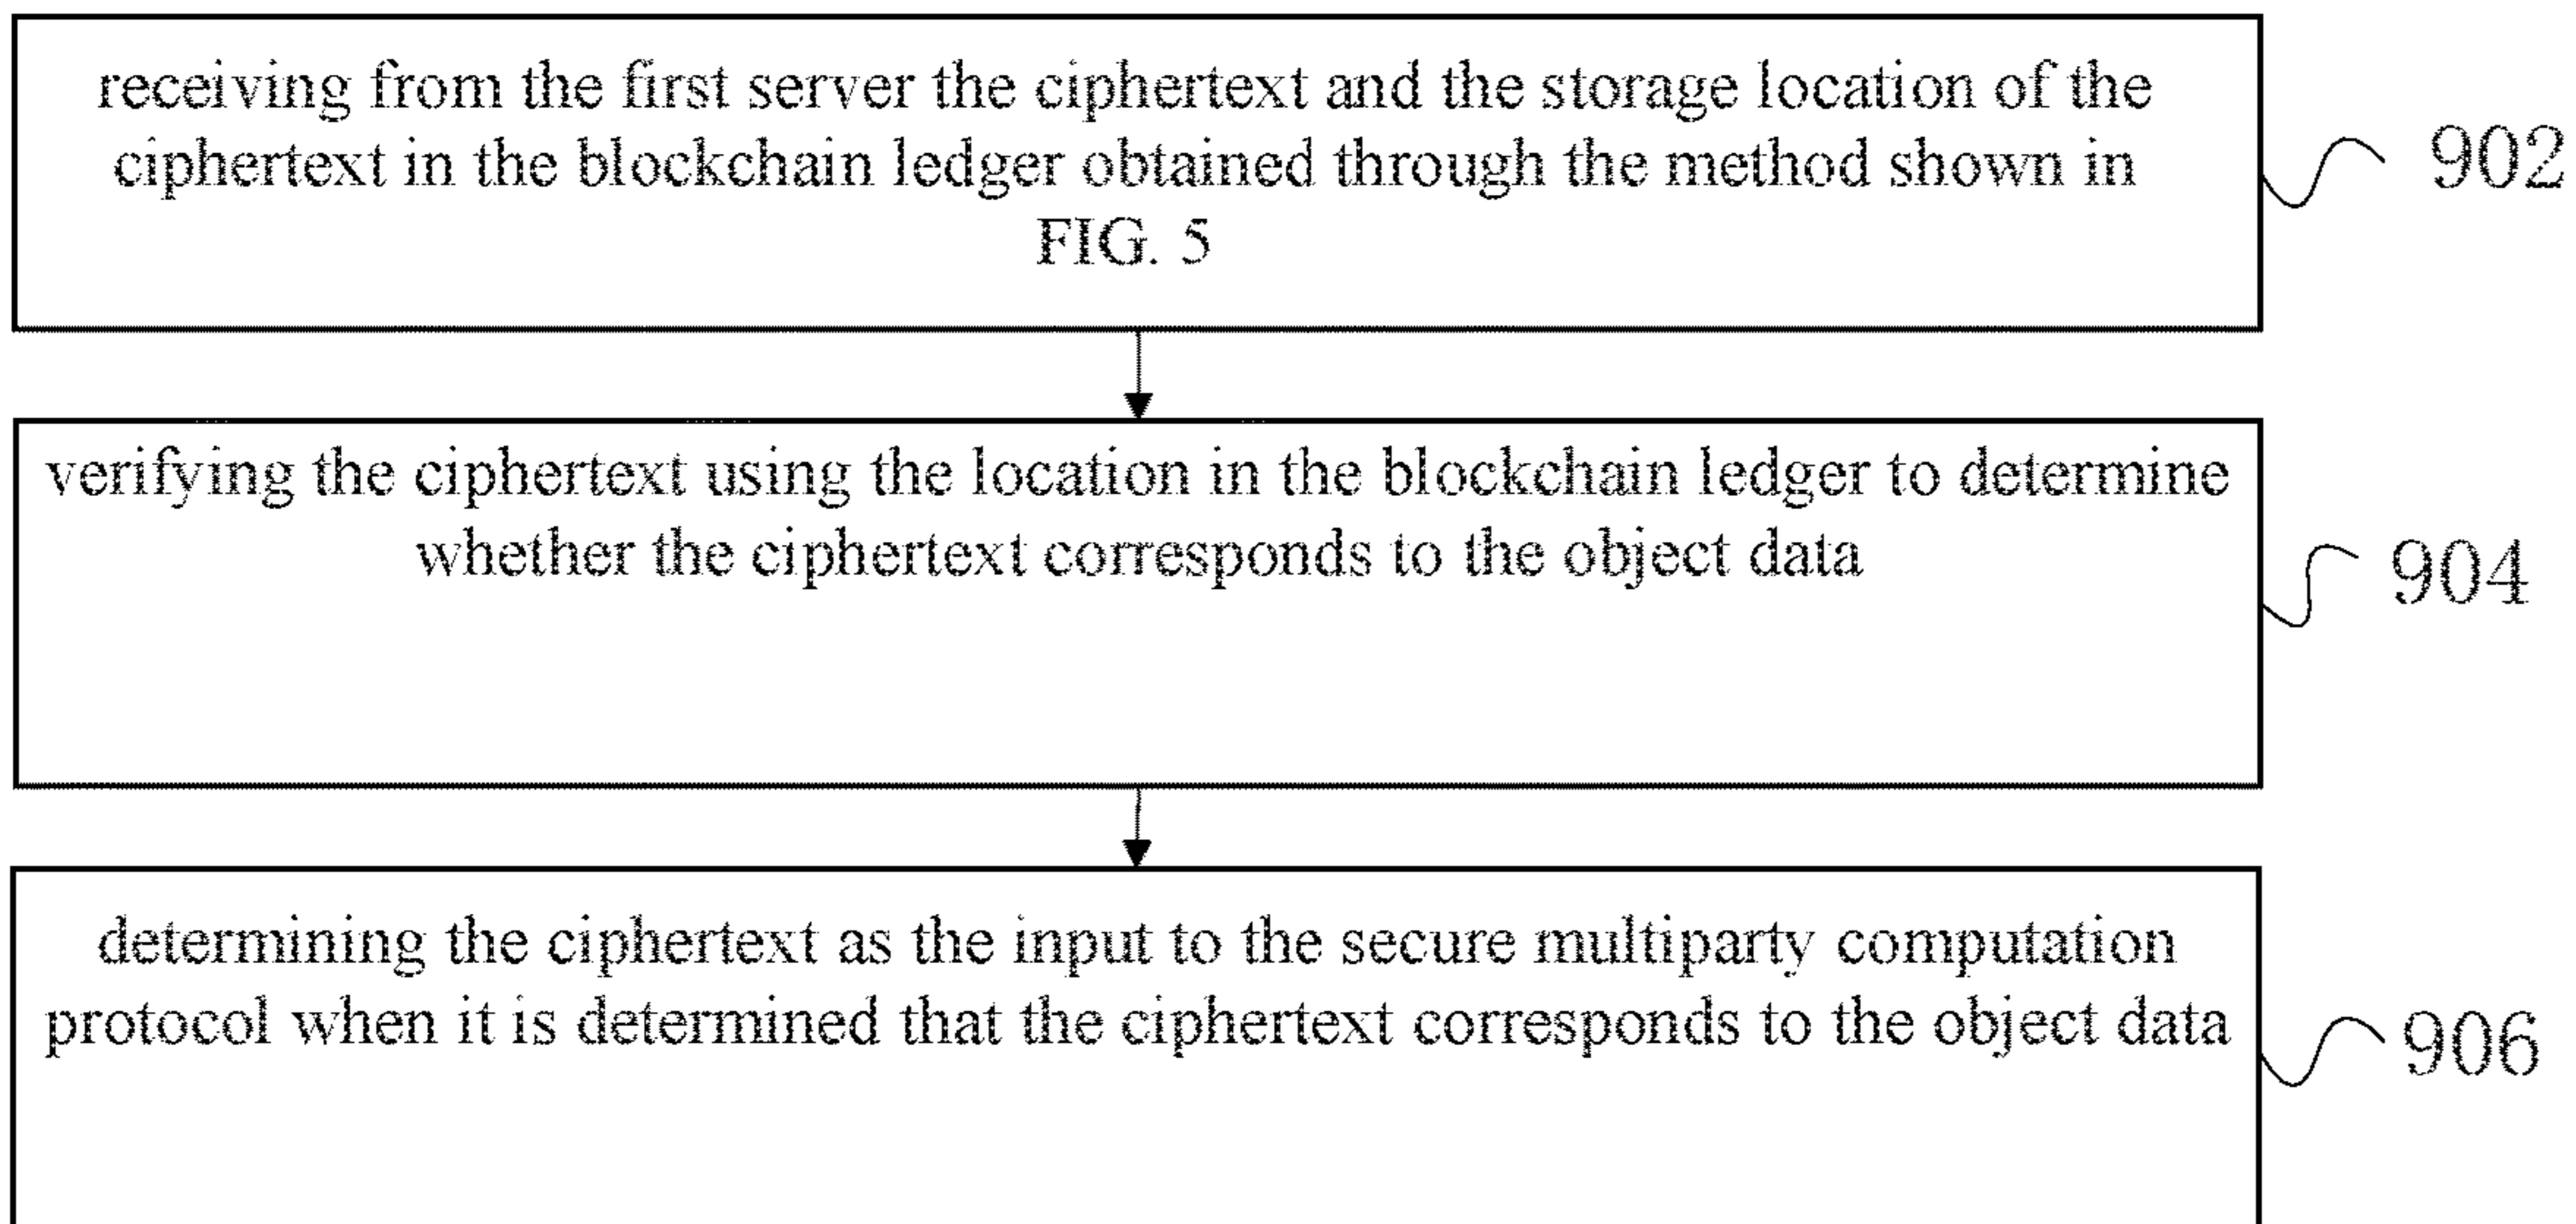 receiving from the first server the ciphertext and the storage location of the
ciphertext in the blockchain ledger obtained through the method shown in
FIG. 5
902
verifying the ciphertext using the location in the blockchain ledger to determine
whether the ciphertext corresponds to the object data
904
determining the ciphertext as the input to the secure multiparty computation
protocol when it is determined that the ciphertext corresponds to the object data
906